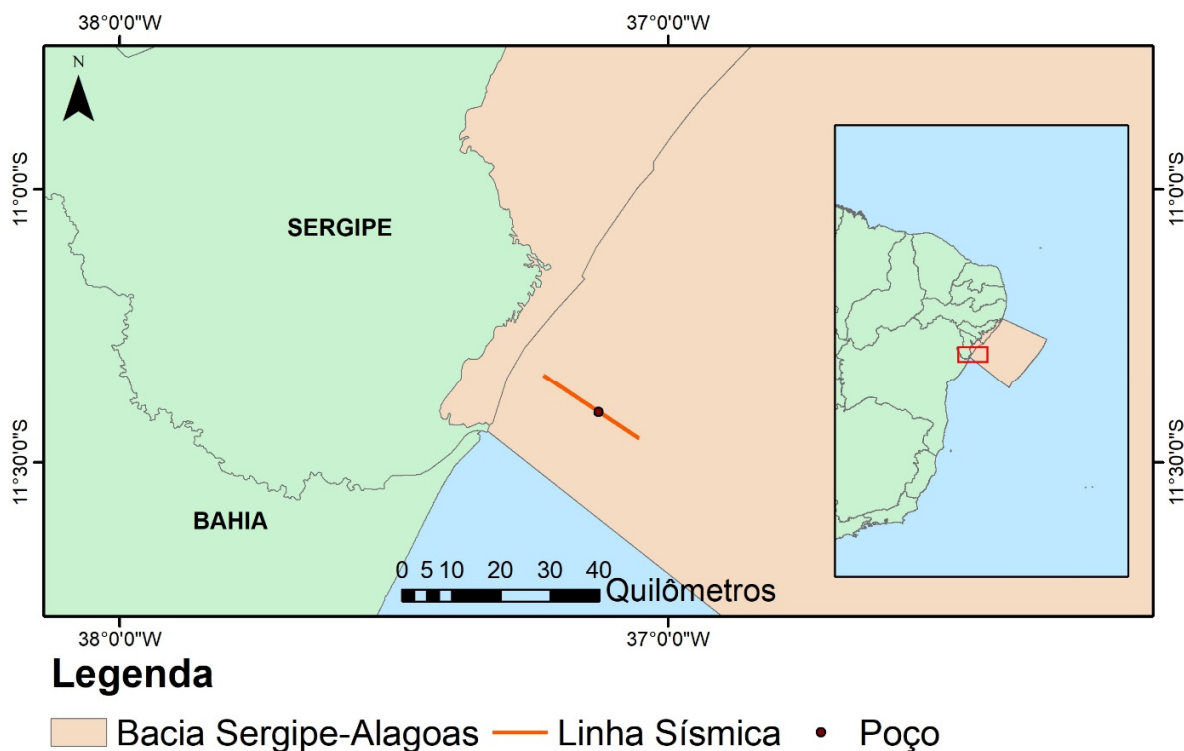 38°0'0"W 37°0'0"W
N
11°0'0"S 11°0'0"S
SERGIPE
11°30'0"S 11°30'0"S
BAHIA
0 5 10 20 30 40
Quilômetros
38°0'0"W 37°0'0"W
Legenda
Bacia Sergipe-Alagoas Linha Sísmica Poço